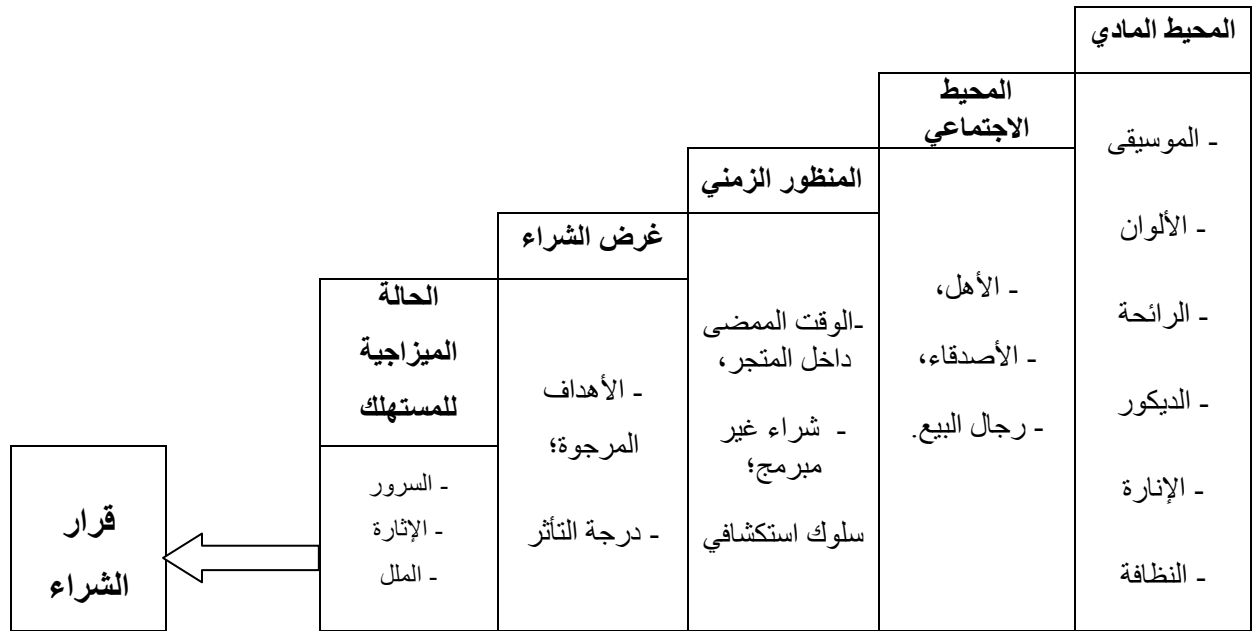 المحيط المادي
- الموسيقى
- الألوان
- الرائحة
- الديكور
- الإنارة
- النظافة
المحيط
الاجتماعي
- الأهل،
- الأصدقاء،
- رجال البيع.
المنظور الزمني
-الوقت الممضى
داخل المتجر،
- شراء غير
مبرمج؛
سلوك استكشافي
غرض الشراء
- الأهداف
المرجوة؛
- درجة التأثر
الحالة
الميزاجية
للمستهلك
- السرور
- الإثارة
- الملل
قرار
الشراء